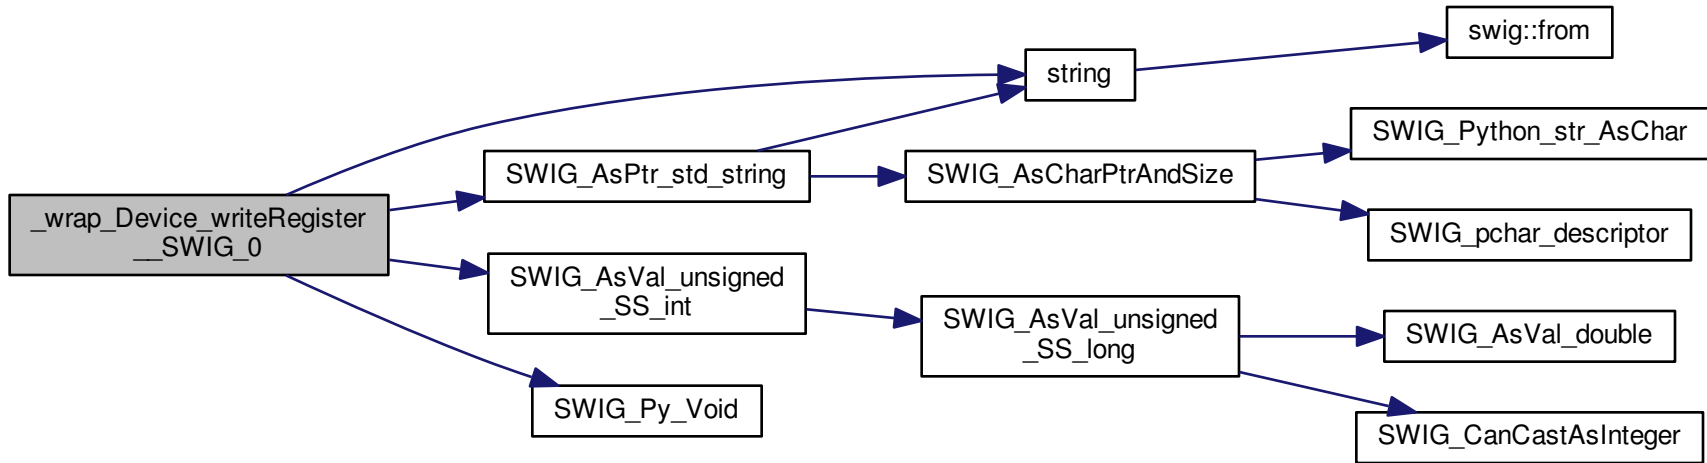 _wrap_Device_writeRegister
__SWIG_0
string
swig::from
SWIG_AsPtr_std_string
SWIG_AsCharPtrAndSize
SWIG_Python_str_AsChar
SWIG_pchar_descriptor
SWIG_AsVal_unsigned
_SS_int
SWIG_AsVal_unsigned
_SS_long
SWIG_AsVal_double
SWIG_CanCastAsInteger
SWIG_Py_Void